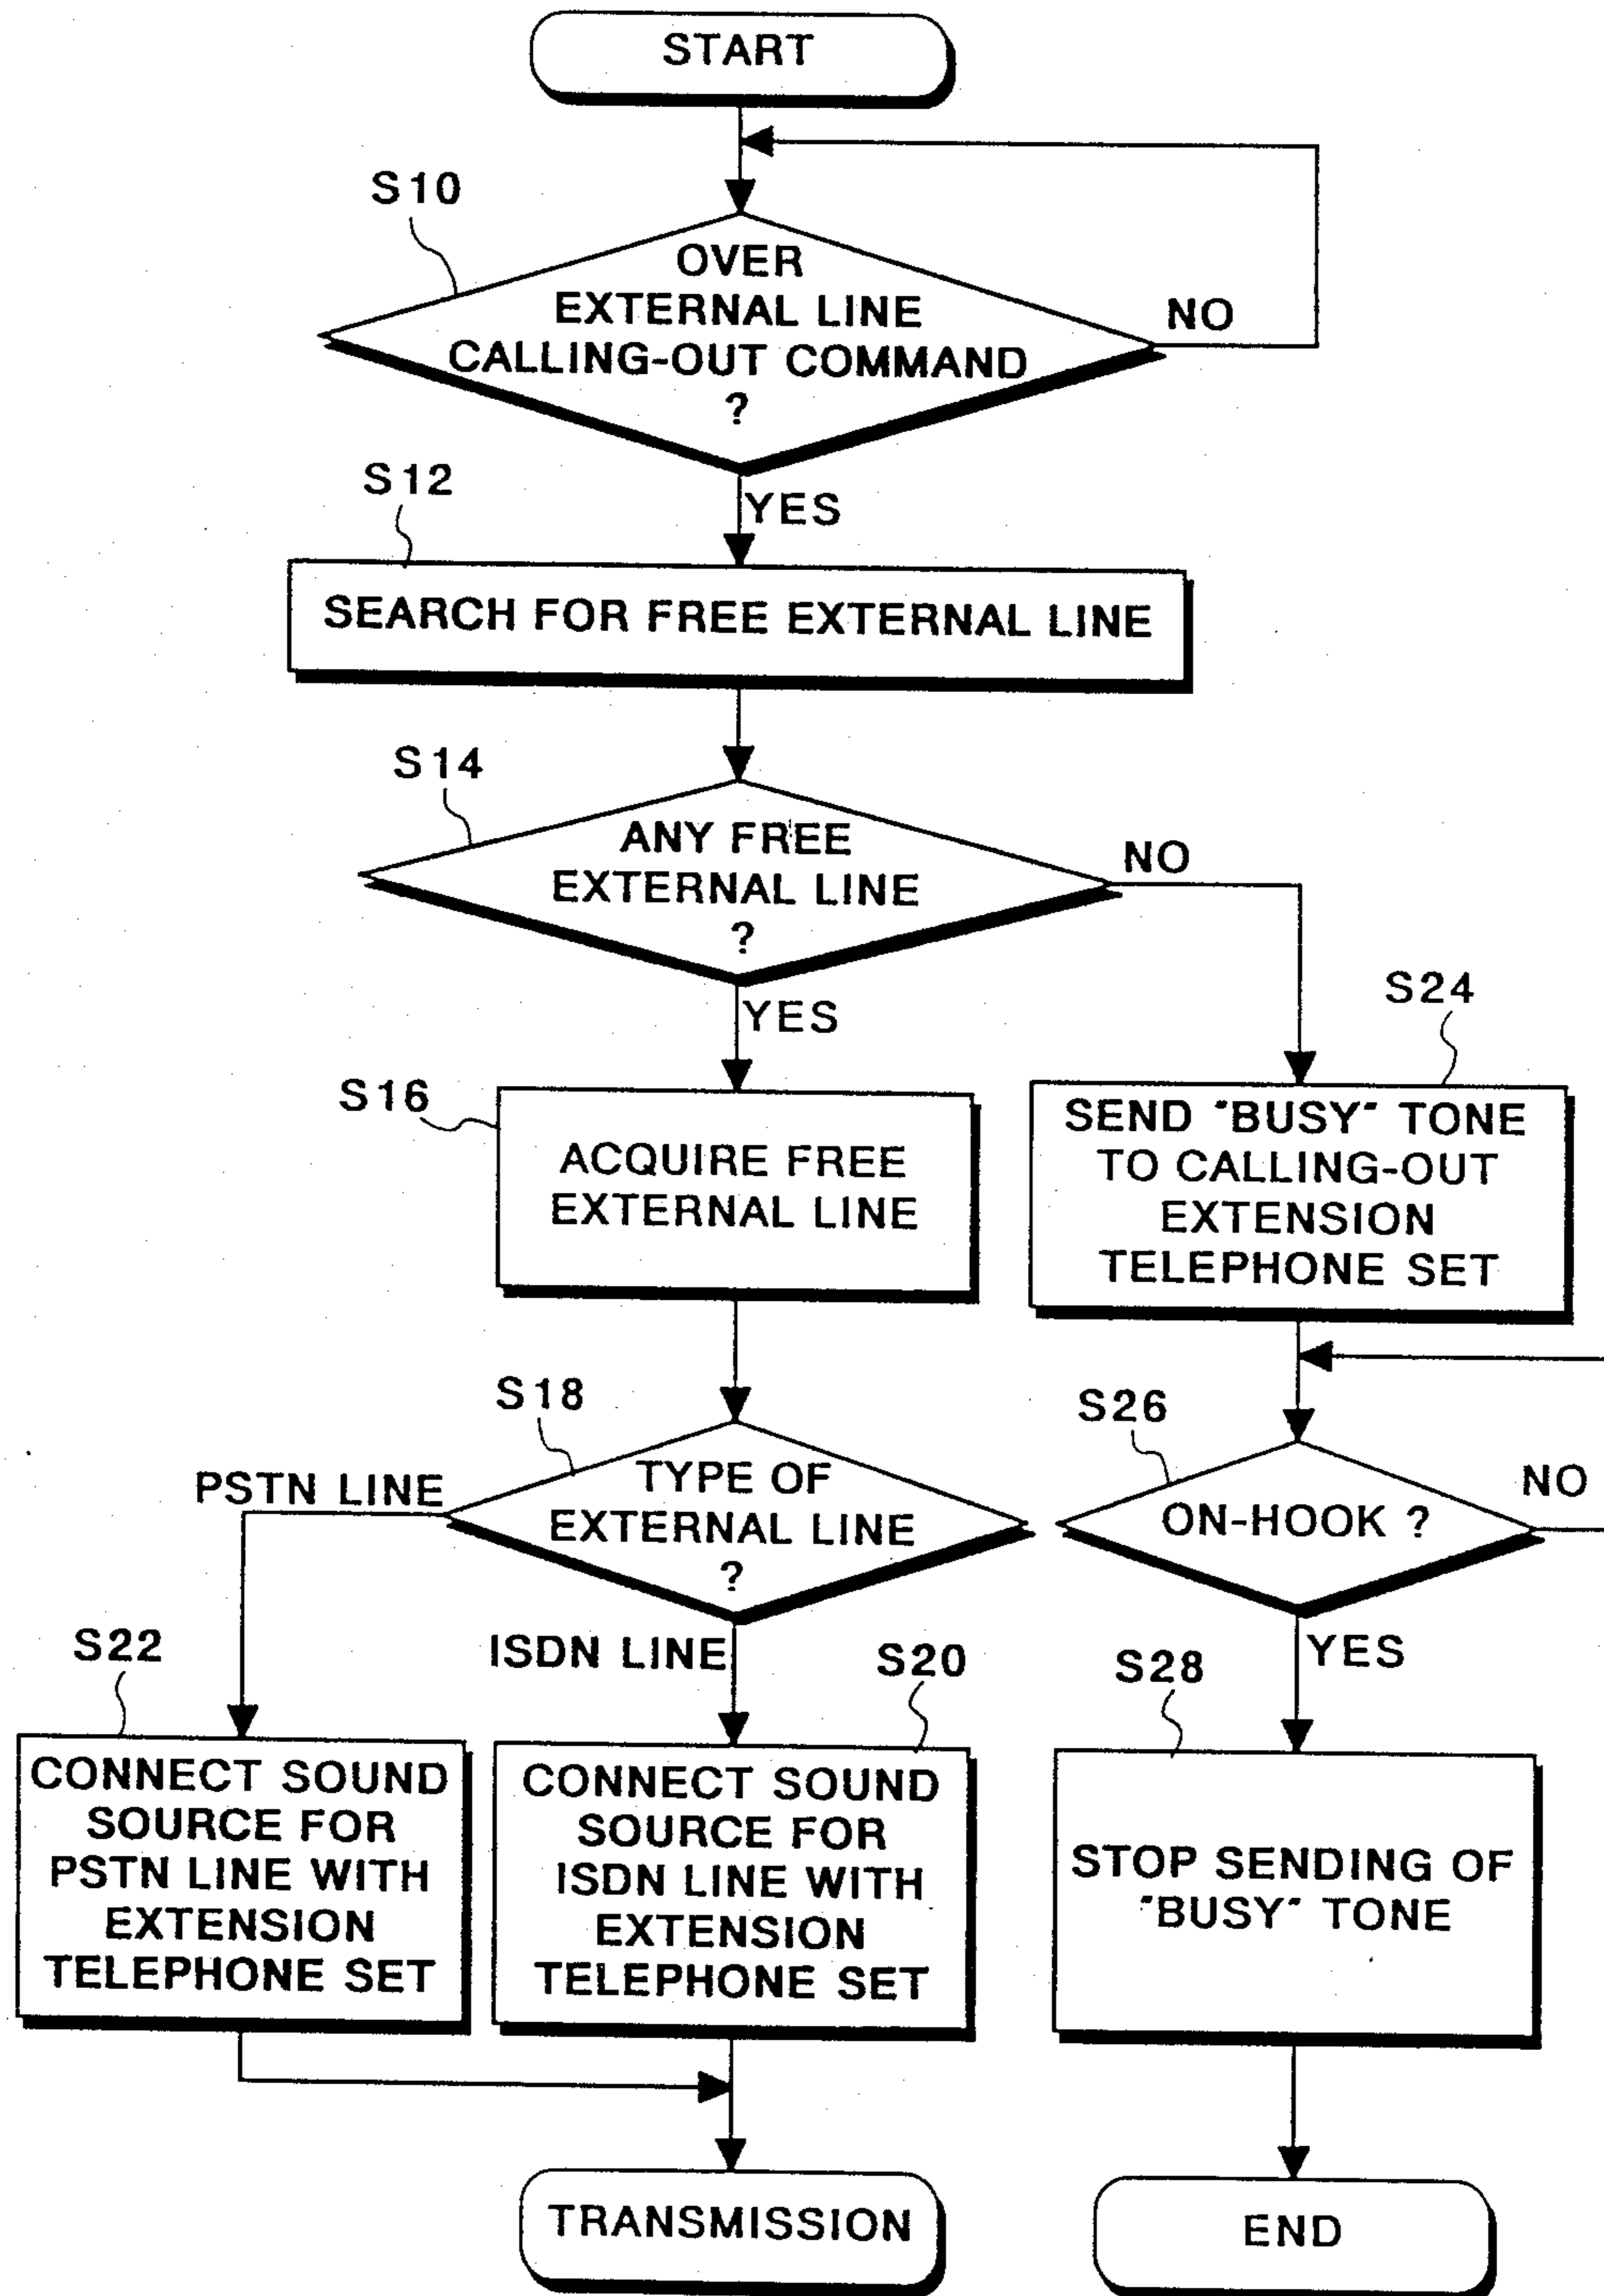 START
S10
OVER
EXTERNAL LINE
CALLING-OUT COMMAND
?
NO
YES
S12
SEARCH FOR FREE EXTERNAL LINE
S14
ANY FREE
EXTERNAL LINE
?
NO
YES
S16
ACQUIRE FREE
EXTERNAL LINE
S24
SEND "BUSY" TONE
TO CALLING-OUT
EXTENSION
TELEPHONE SET
S18
TYPE OF
EXTERNAL LINE
?
PSTN LINE
ISDN LINE
S26
ON-HOOK ?
NO
YES
S22
CONNECT SOUND
SOURCE FOR
PSTN LINE WITH
EXTENSION
TELEPHONE SET
S20
CONNECT SOUND
SOURCE FOR
ISDN LINE WITH
EXTENSION
TELEPHONE SET
S28
STOP SENDING OF
"BUSY" TONE
TRANSMISSION
END